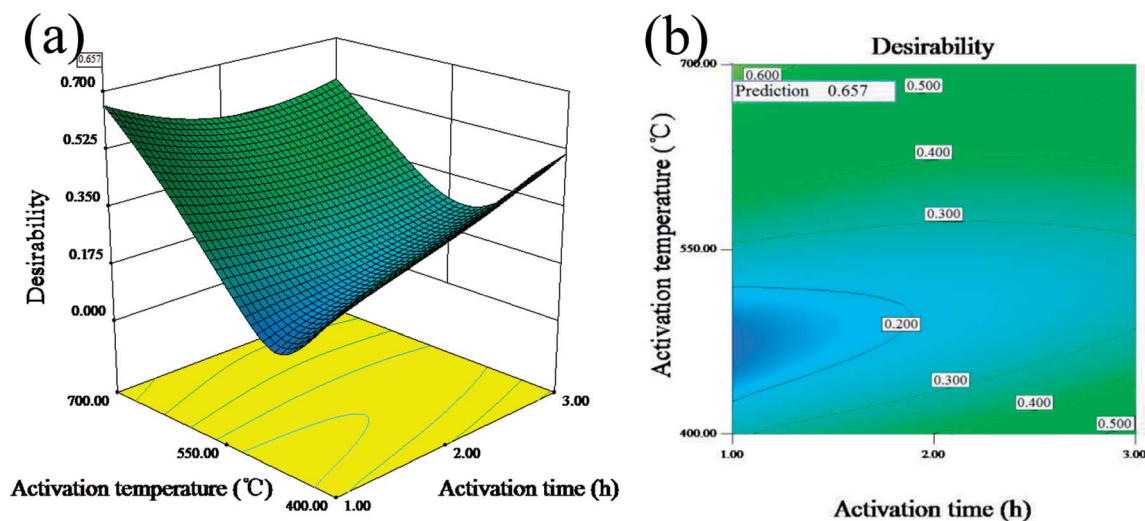 (a)
0.657
0.700
0.525
0.350
0.175
0.000
Desirability
700.00
550.00
400.00
Activation temperature (℃)
1.00
2.00
3.00
Activation time (h)
(b)
Desirability
700.00
550.00
400.00
Activation temperature (℃)
0.600
Prediction 0.657
0.500
0.400
0.300
0.200
0.300
0.400
0.500
1.00
2.00
3.00
Activation time (h)